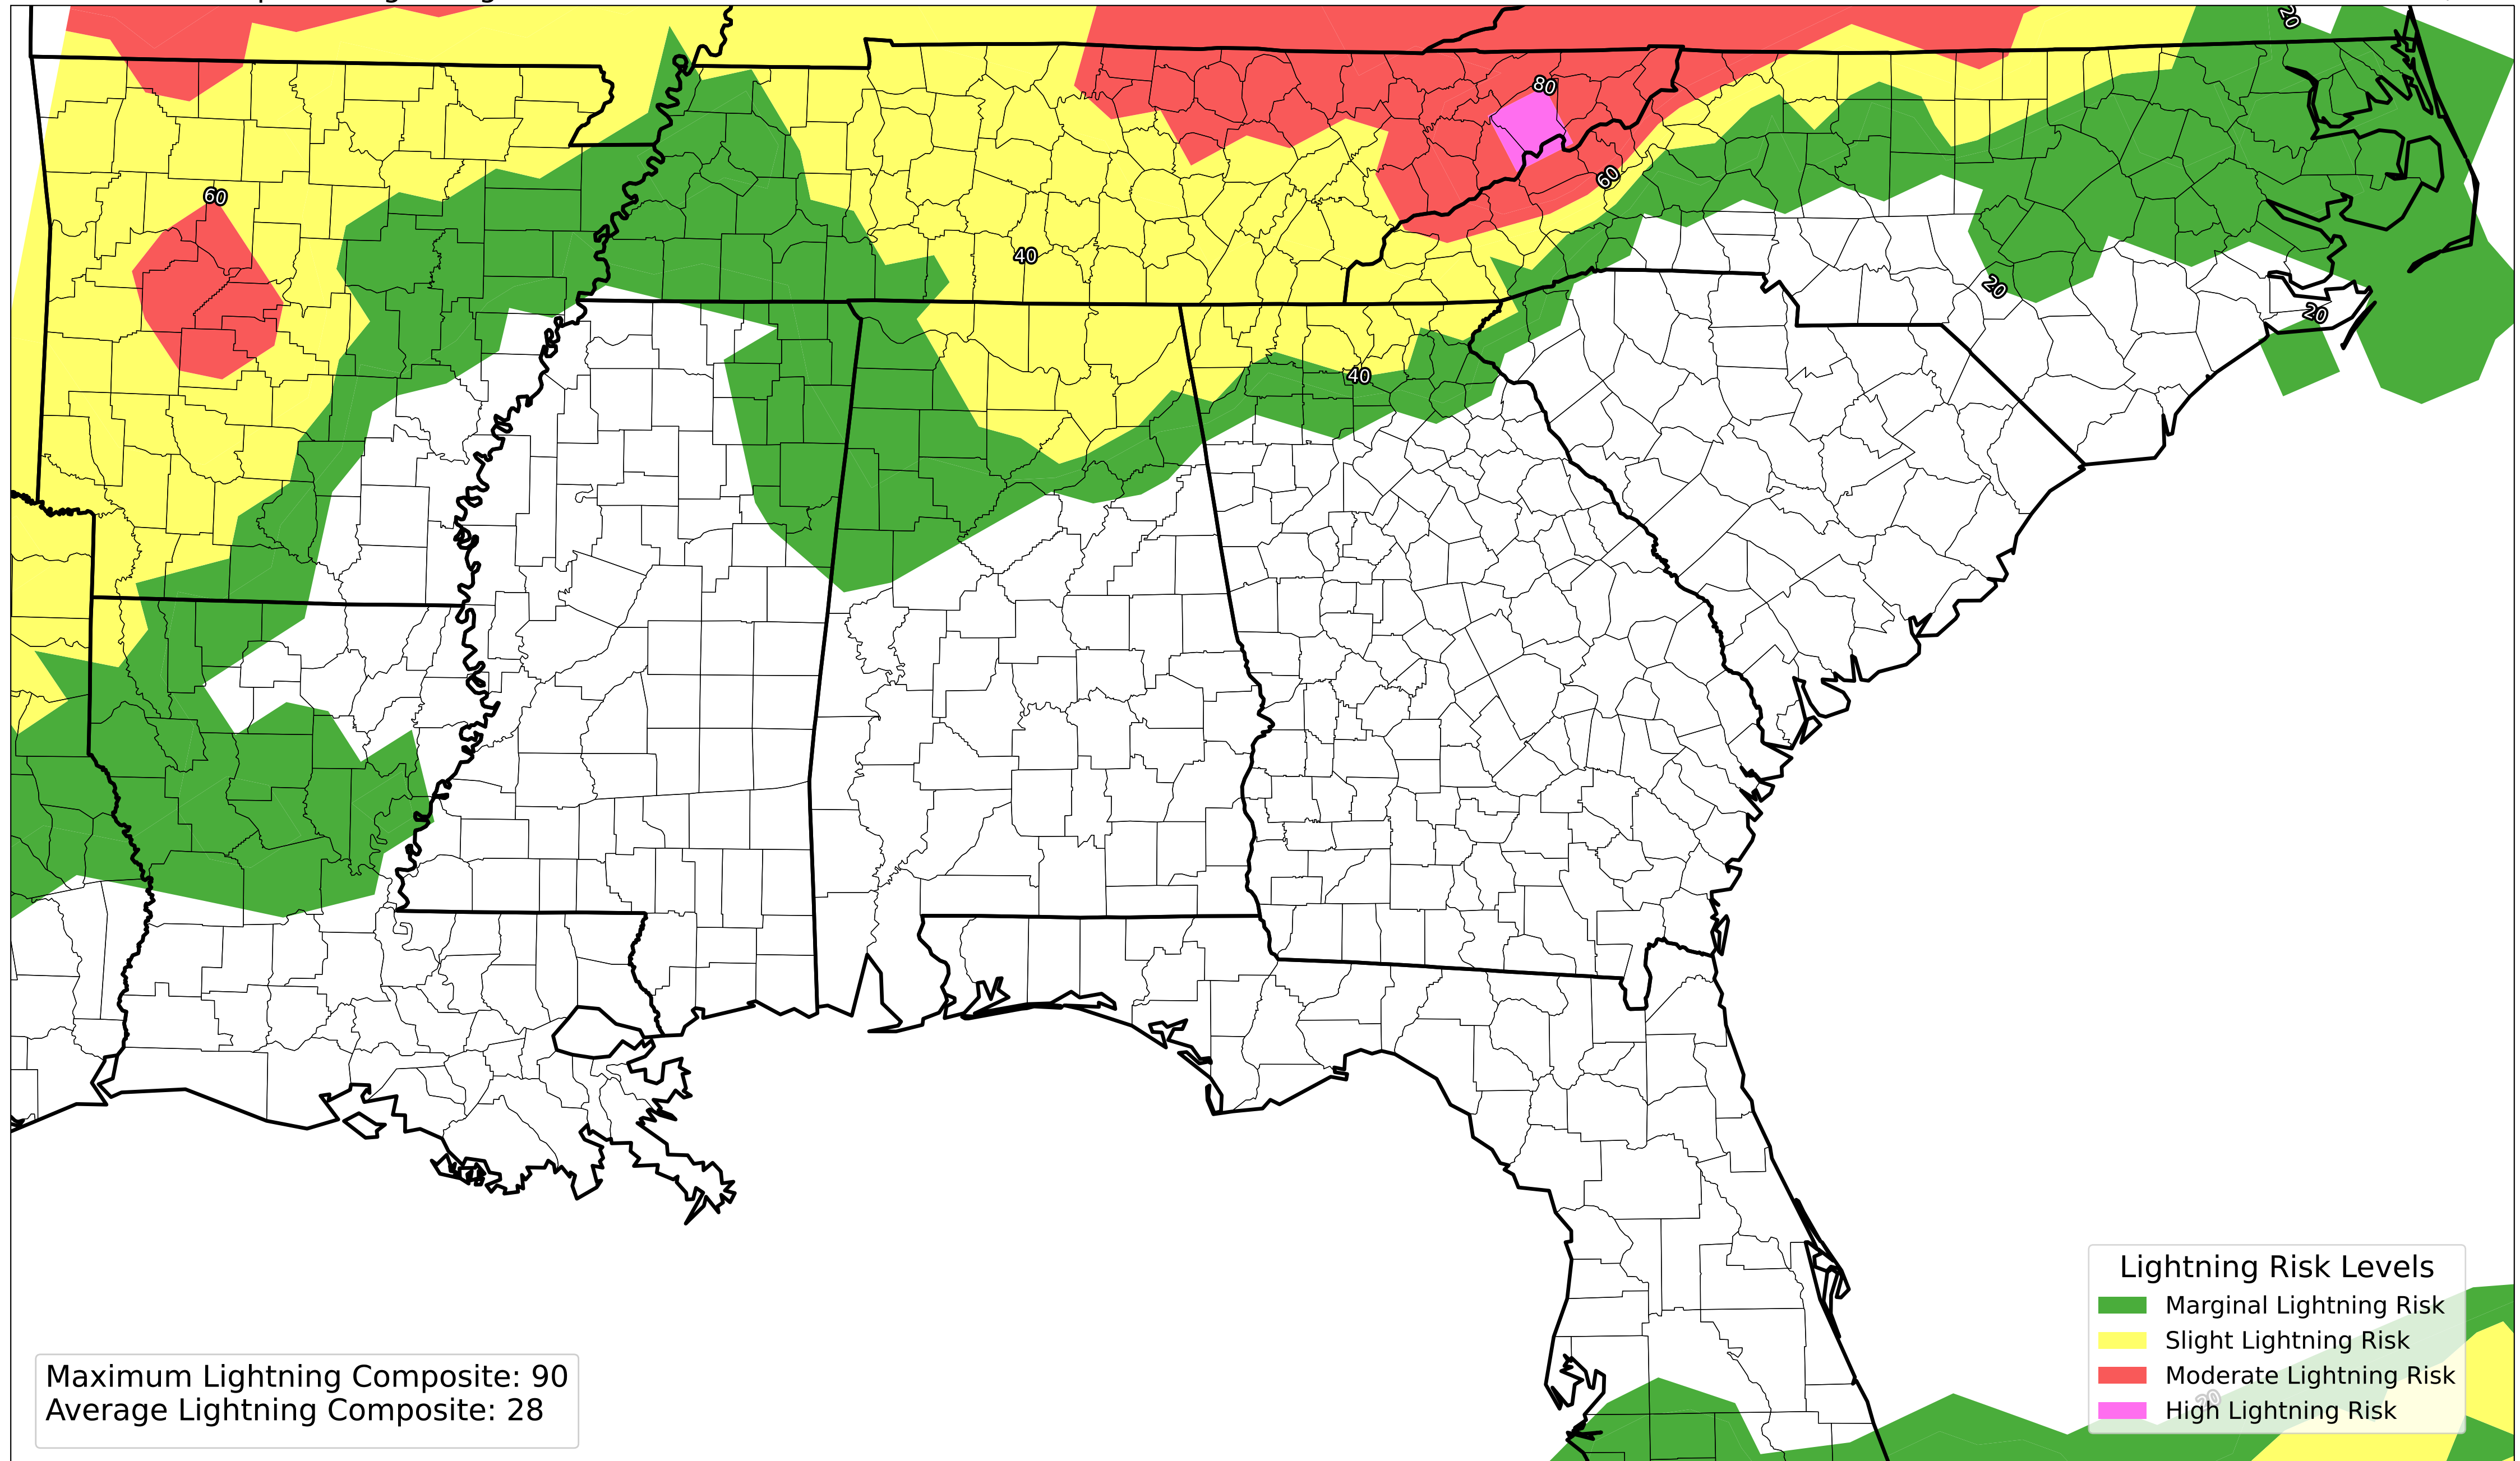 20
80
60
60
40
20
20
40
Lightning Risk Levels
Marginal Lightning Risk
Slight Lightning Risk
Moderate Lightning Risk
High Lightning Risk
20
Maximum Lightning Composite: 90
Average Lightning Composite: 28